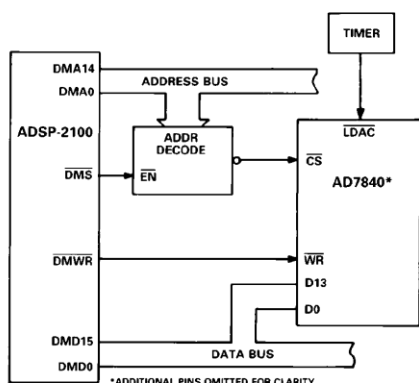 TIMER
DMA14
ADDRESS BUS
DMA0
ADSP-2100
ADDR
DECODE
LDAC
DMS
EN
CS
AD7840*
DMWR
WR
D13
D0
DMD15
DATA BUS
DMD0
*ADDITIONAL PINS OMITTED FOR CLARITY